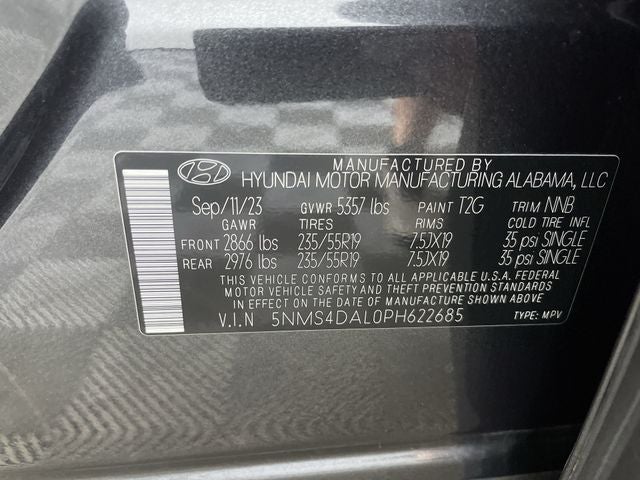 MANUFACTURED BY
HYUNDAI MOTOR MANUFACTURING ALABAMA, LLC
Sep/11/23 GVWR 5357 lbs PAINT T2G TRIM NNB
GAWR TIRES RIMS COLD TIRE INFL
FRONT 2866 lbs 235/55R19 7.5JX19 35 psi SINGLE
REAR 2976 lbs 235/55R19 7.5JX19 35 psi SINGLE
THIS VEHICLE CONFORMS TO ALL APPLICABLE U.S.A. FEDERAL
MOTOR VEHICLE SAFETY AND THEFT PREVENTION STANDARDS
IN EFFECT ON THE DATE OF MANUFACTURE SHOWN ABOVE
V.I.N 5NMS4DAL0PH622685 TYPE: MPV